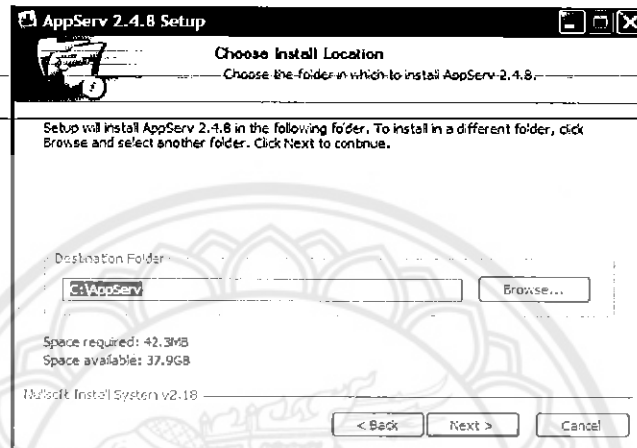 AppServ 2.4.8 Setup
Choose Install Location
Choose the folder in which to install AppServ 2.4.8.
Setup will install AppServ 2.4.8 in the following folder. To install in a different folder, click
Browse and select another folder. Click Next to continue.
Destination Folder
C:\AppServ
Browse...
Space required: 42.3MB
Space available: 37.9GB
Nullsoft Install System v2.18
< Back
Next >
Cancel